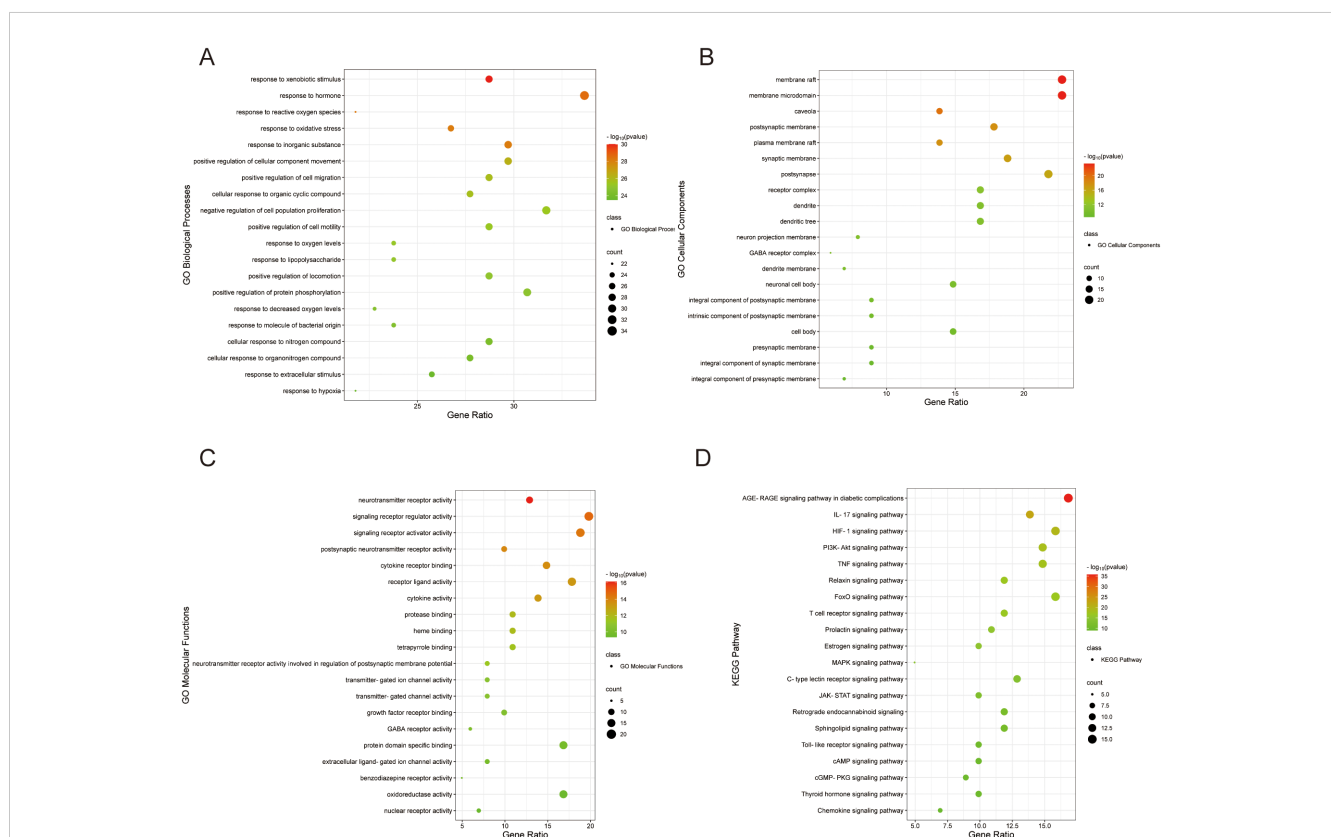 A
response to xenobiotic stimulus
response to hormone
response to reactive oxygen species
response to oxidative stress
response to inorganic substance
positive regulation of cellular component movement
positive regulation of cell migration
cellular response to organic cyclic compound
negative regulation of cell population proliferation
positive regulation of cell motility
response to oxygen levels
response to lipopolysaccharide
positive regulation of locomotion
positive regulation of protein phosphorylation
response to decreased oxygen levels
response to molecule of bacterial origin
cellular response to nitrogen compound
cellular response to organonitrogen compound
response to extracellular stimulus
response to hypoxia
GO Biological Processes
25
30
Gene Ratio
- log10(pvalue)
30
28
26
24
class
GO Biological Proces
count
22
24
26
28
30
32
34
B
membrane raft
membrane microdomain
caveola
postsynaptic membrane
plasma membrane raft
synaptic membrane
postsynapse
receptor complex
dendrite
dendritic tree
neuron projection membrane
GABA receptor complex
dendrite membrane
neuronal cell body
integral component of postsynaptic membrane
intrinsic component of postsynaptic membrane
cell body
presynaptic membrane
integral component of synaptic membrane
integral component of presynaptic membrane
GO Cellular Components
10
15
20
Gene Ratio
- log10(pvalue)
20
16
12
class
GO Cellular Components
count
10
15
20
C
neurotransmitter receptor activity
signaling receptor regulator activity
signaling receptor activator activity
postsynaptic neurotransmitter receptor activity
cytokine receptor binding
receptor ligand activity
cytokine activity
protease binding
heme binding
tetrapyrrole binding
neurotransmitter receptor activity involved in regulation of postsynaptic membrane potential
transmitter- gated ion channel activity
transmitter- gated channel activity
growth factor receptor binding
GABA receptor activity
protein domain specific binding
extracellular ligand- gated ion channel activity
benzodiazepine receptor activity
oxidoreductase activity
nuclear receptor activity
GO Molecular Functions
5
10
15
20
Gene Ratio
- log10(pvalue)
16
14
12
10
class
GO Molecular Functions
count
5
10
15
20
D
AGE- RAGE signaling pathway in diabetic complications
IL- 17 signaling pathway
HIF- 1 signaling pathway
PI3K- Akt signaling pathway
TNF signaling pathway
Relaxin signaling pathway
FoxO signaling pathway
T cell receptor signaling pathway
Prolactin signaling pathway
Estrogen signaling pathway
MAPK signaling pathway
C- type lectin receptor signaling pathway
JAK- STAT signaling pathway
Retrograde endocannabinoid signaling
Sphingolipid signaling pathway
Toll- like receptor signaling pathway
cAMP signaling pathway
cGMP- PKG signaling pathway
Thyroid hormone signaling pathway
Chemokine signaling pathway
KEGG Pathway
5.0
7.5
10.0
12.5
15.0
Gene Ratio
- log10(pvalue)
35
30
25
20
15
10
class
KEGG Pathway
count
5.0
7.5
10.0
12.5
15.0